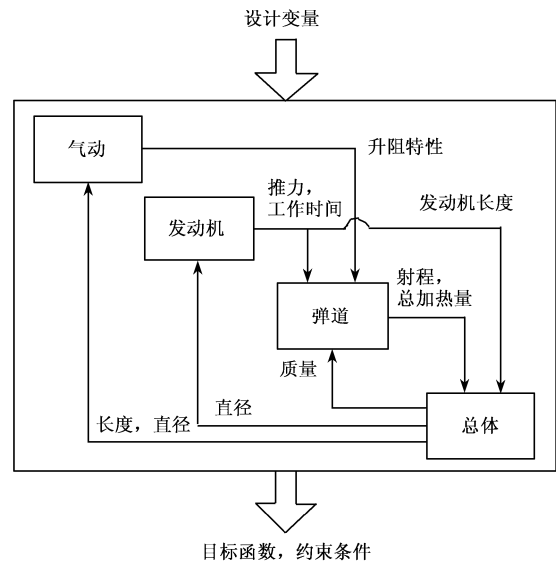 设计变量
气动
升阻特性
推力，
工作时间
发动机长度
发动机
射程，
总加热量
弹道
质量
直径
长度，直径
总体
目标函数，约束条件